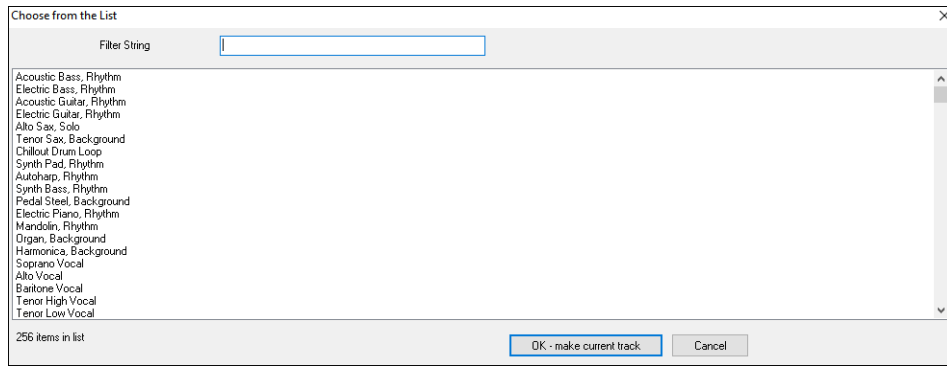 Choose from the List
Filter String
Acoustic Bass, Rhythm
Electric Bass, Rhythm
Acoustic Guitar, Rhythm
Electric Guitar, Rhythm
Alto Sax, Solo
Tenor Sax, Background
Chillout Drum Loop
Synth Pad, Rhythm
Autoharp, Rhythm
Synth Bass, Rhythm
Pedal Steel, Background
Electric Piano, Rhythm
Mandolin, Rhythm
Organ, Background
Harmonica, Background
Soprano Vocal
Alto Vocal
Baritone Vocal
Tenor High Vocal
Tenor Low Vocal
256 items in list
OK - make current track
Cancel